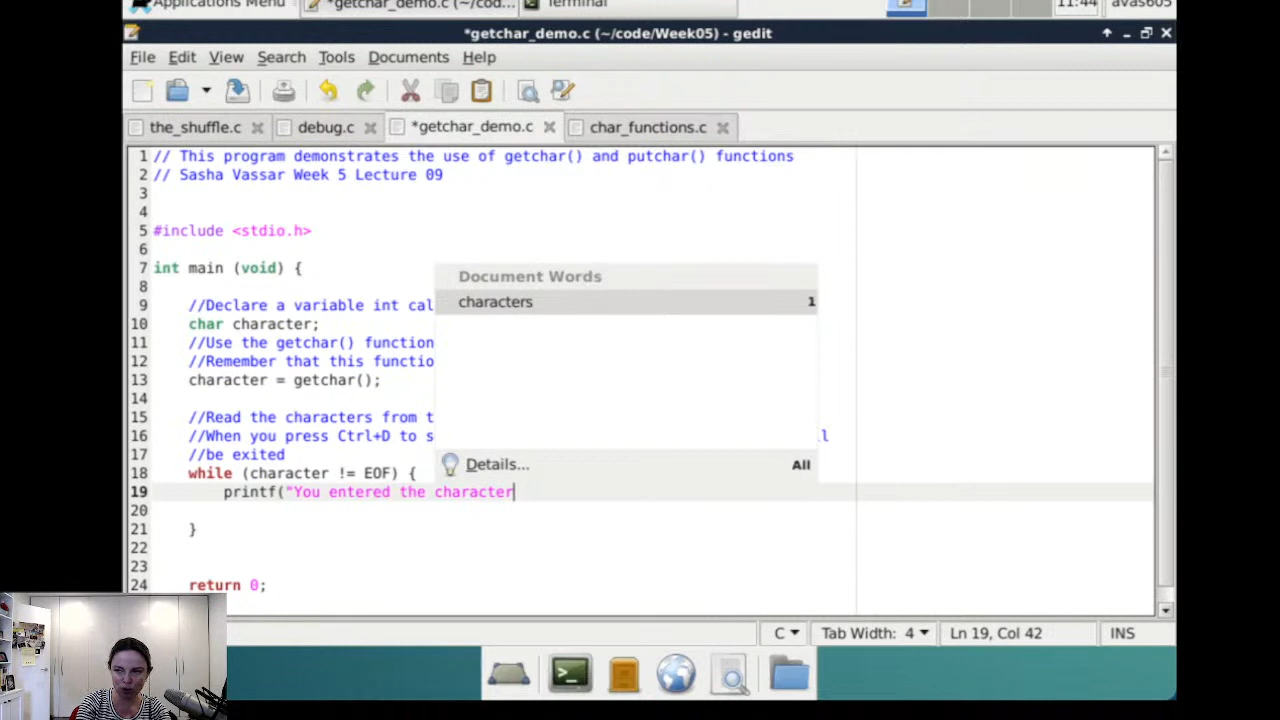 Applications Menu *getchar_demo.c (~/cod... Terminal 11:44 avas605
*getchar_demo.c (~/code/Week05) - gedit
File Edit View Search Tools Documents Help
the_shuffle.c debug.c *getchar_demo.c char_functions.c
1 // This program demonstrates the use of getchar() and putchar() functions
2 // Sasha Vassar Week 5 Lecture 09
3
4
5 #include <stdio.h>
6
7 int main (void) {
8
Document Words
9 //Declare a variable int cal
characters 1
10 char character;
11 //Use the getchar() function
12 //Remember that this functio
13 character = getchar();
14
15 //Read the characters from t
16 //When you press Ctrl+D to s
17 //be exited
Details... All
18 while (character != EOF) {
19 printf("You entered the character
20
21 }
22
23
24 return 0;
C Tab Width: 4 Ln 19, Col 42 INS